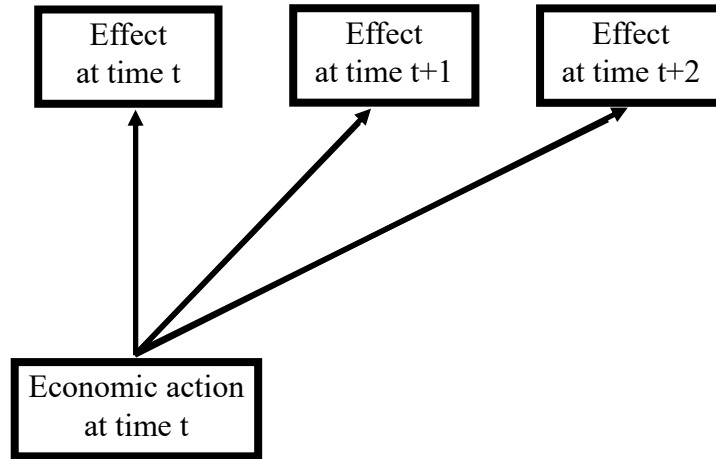 Effect
at time t
Effect
at time t+1
Effect
at time t+2
Economic action
at time t